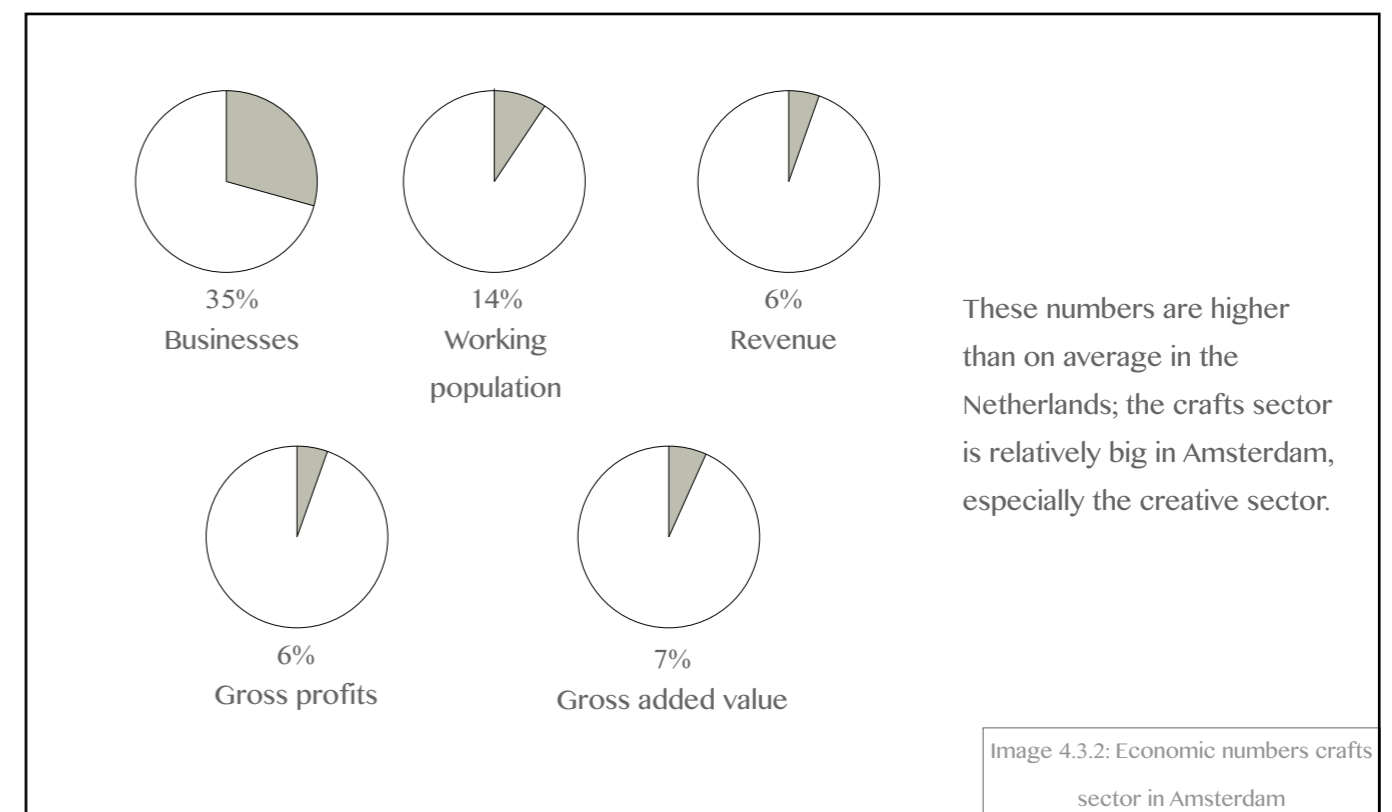 35%
Businesses
14%
Working
population
6%
Revenue
6%
Gross profits
7%
Gross added value
These numbers are higher
than on average in the
Netherlands; the crafts sector
is relatively big in Amsterdam,
especially the creative sector.
Image 4.3.2: Economic numbers crafts
sector in Amsterdam